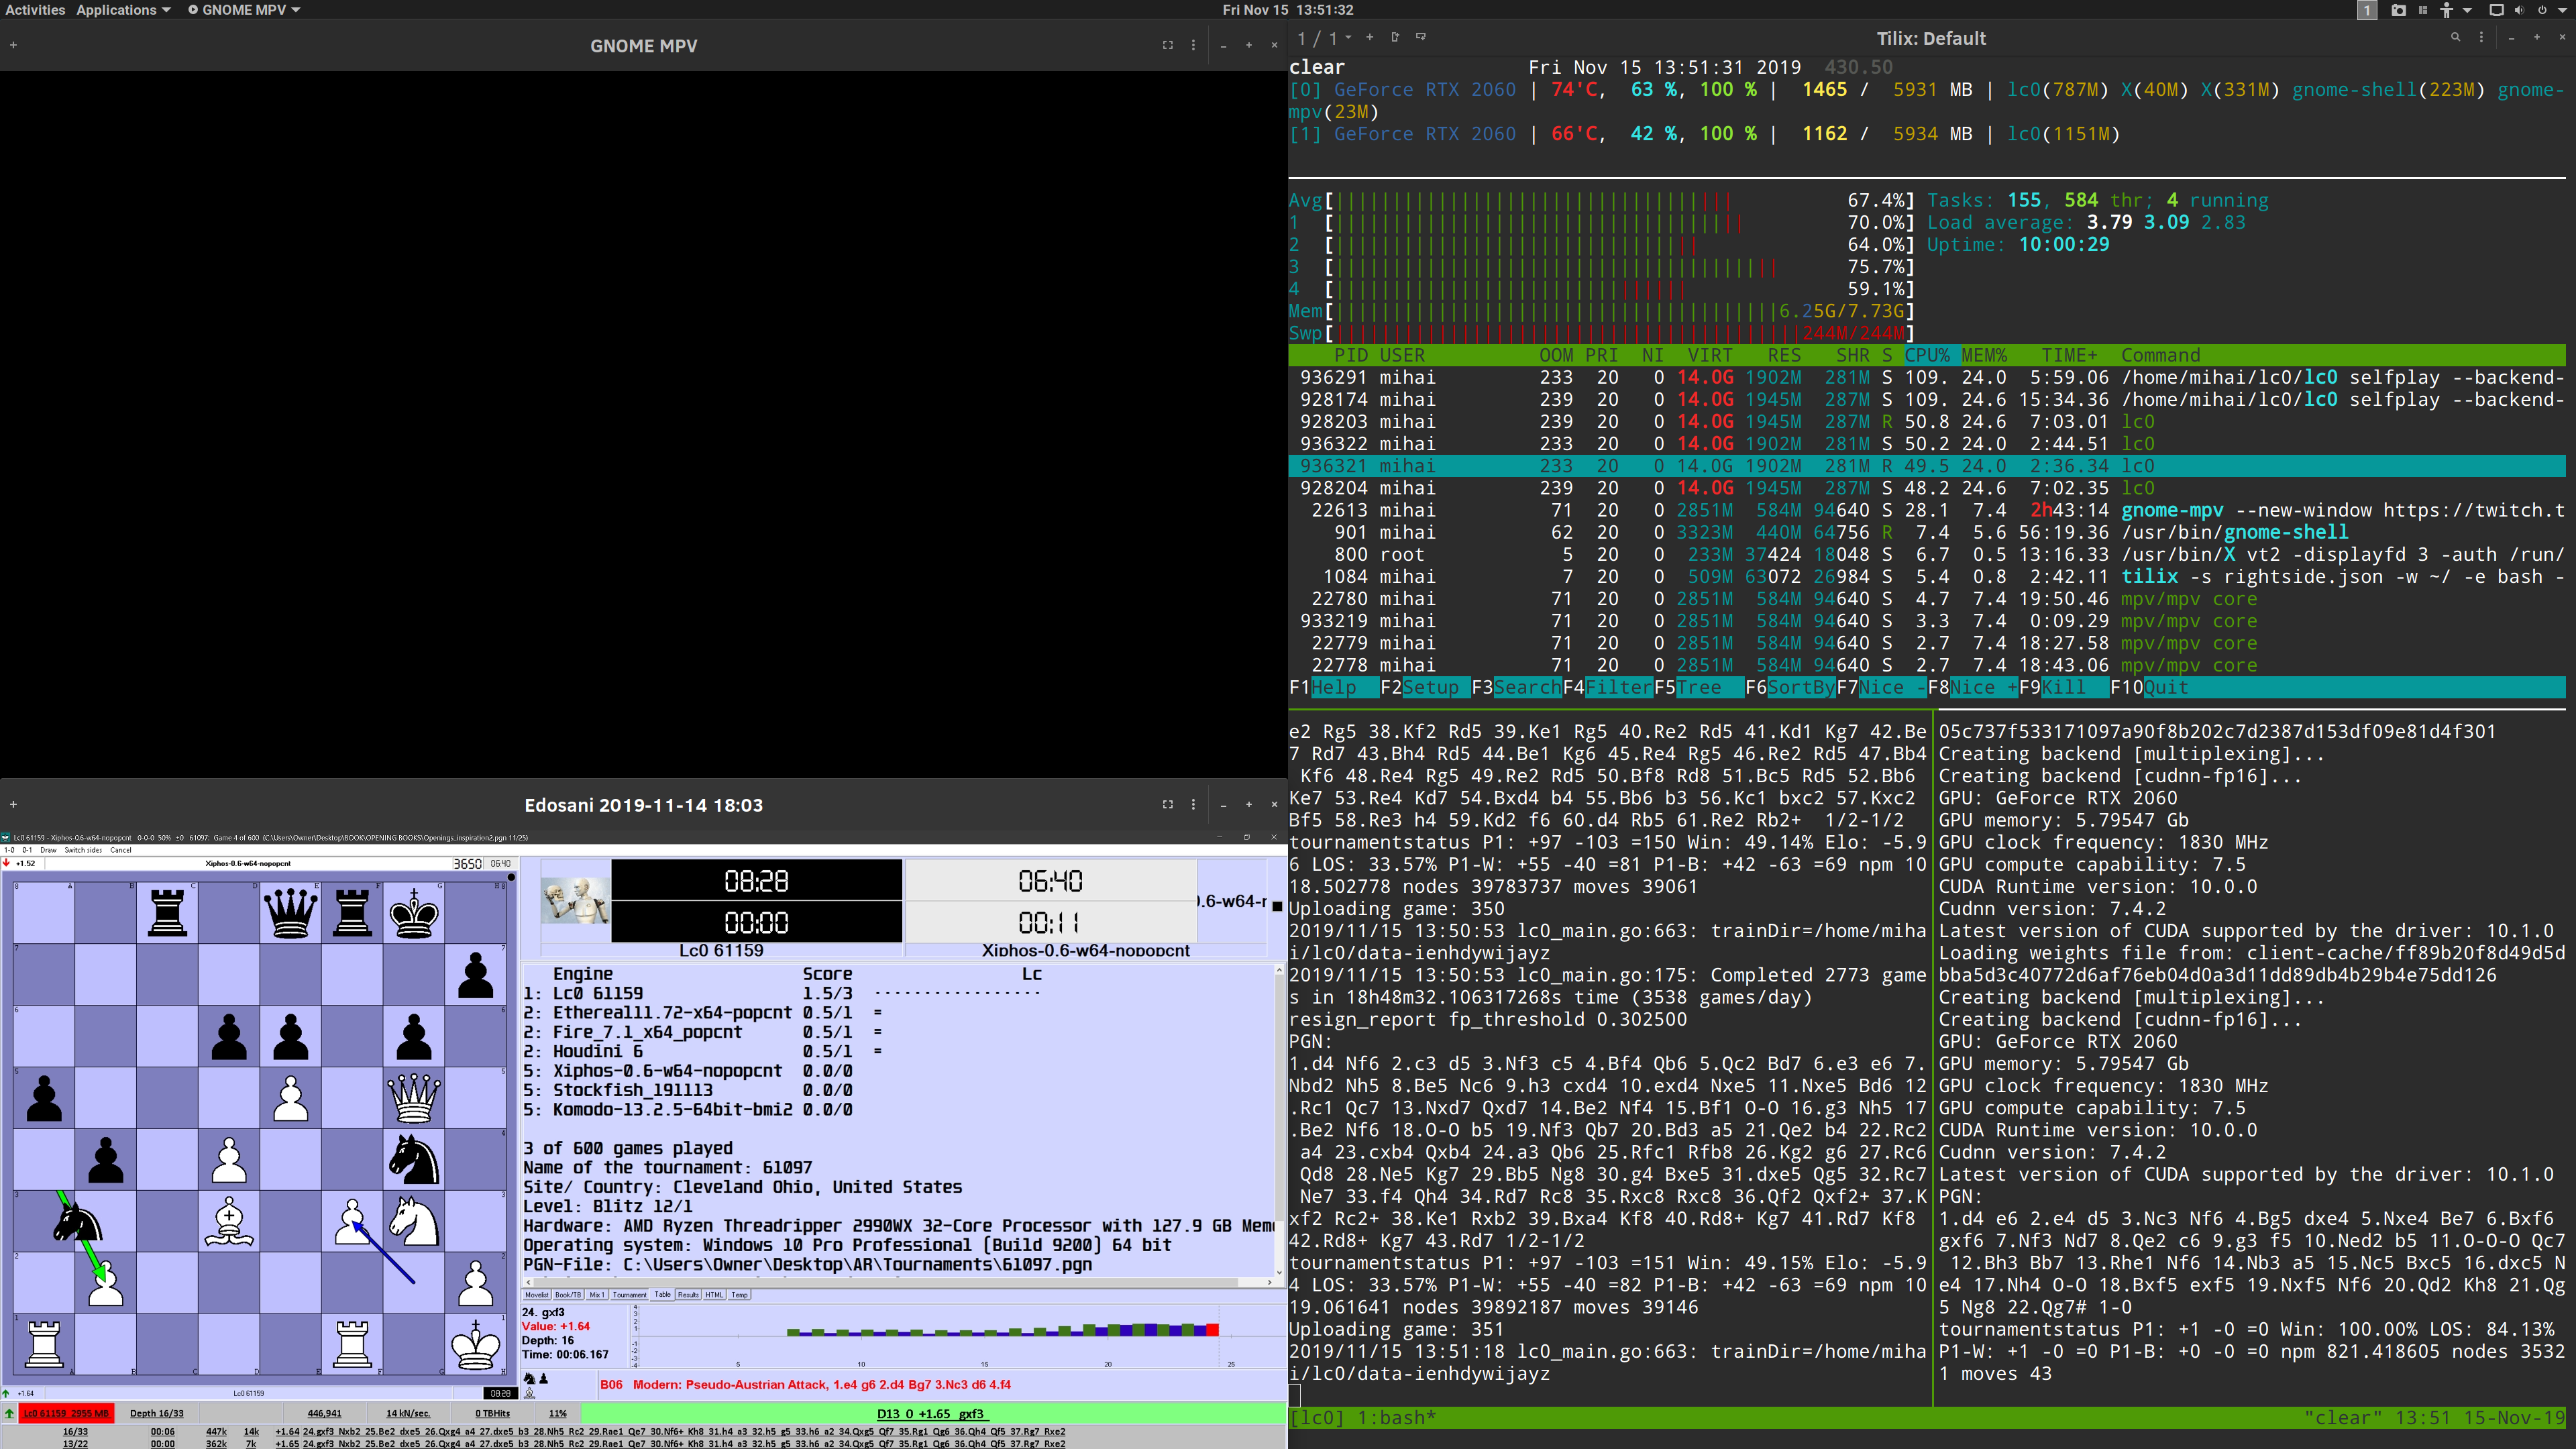 Activities Applications GNOME MPV Fri Nov 15 13:51:32 1
GNOME MPV
1 / 1 Tilix: Default
clear Fri Nov 15 13:51:31 2019 430.50
[0] GeForce RTX 2060 | 74'C, 63 %, 100 % | 1465 / 5931 MB | lc0(787M) X(40M) X(331M) gnome-shell(223M) gnome-
mpv(23M)
[1] GeForce RTX 2060 | 66'C, 42 %, 100 % | 1162 / 5934 MB | lc0(1151M)
Avg[ 67.4%] Tasks: 155, 584 thr; 4 running
1 [ 70.0%] Load average: 3.79 3.09 2.83
2 [ 64.0%] Uptime: 10:00:29
3 [ 75.7%]
4 [ 59.1%]
Mem[ 6.25G/7.73G]
Swp[ 244M/244M]
PID USER OOM PRI NI VIRT RES SHR S CPU% MEM% TIME+ Command
936291 mihai 233 20 0 14.0G 1902M 281M S 109. 24.0 5:59.06 /home/mihai/lc0/lc0 selfplay --backend-
928174 mihai 239 20 0 14.0G 1945M 287M S 109. 24.6 15:34.36 /home/mihai/lc0/lc0 selfplay --backend-
928203 mihai 239 20 0 14.0G 1945M 287M R 50.8 24.6 7:03.01 lc0
936322 mihai 233 20 0 14.0G 1902M 281M S 50.2 24.0 2:44.51 lc0
936321 mihai 233 20 0 14.0G 1902M 281M R 49.5 24.0 2:36.34 lc0
928204 mihai 239 20 0 14.0G 1945M 287M S 48.2 24.6 7:02.35 lc0
22613 mihai 71 20 0 2851M 584M 94640 S 28.1 7.4 2h43:14 gnome-mpv --new-window https://twitch.t
901 mihai 62 20 0 3323M 440M 64756 R 7.4 5.6 56:19.36 /usr/bin/gnome-shell
800 root 5 20 0 233M 37424 18048 S 6.7 0.5 13:16.33 /usr/bin/X vt2 -displayfd 3 -auth /run/
1084 mihai 7 20 0 509M 63072 26984 S 5.4 0.8 2:42.11 tilix -s rightside.json -w ~/ -e bash -
22780 mihai 71 20 0 2851M 584M 94640 S 4.7 7.4 19:50.46 mpv/mpv core
933219 mihai 71 20 0 2851M 584M 94640 S 3.3 7.4 0:09.29 mpv/mpv core
22779 mihai 71 20 0 2851M 584M 94640 S 2.7 7.4 18:27.58 mpv/mpv core
22778 mihai 71 20 0 2851M 584M 94640 S 2.7 7.4 18:43.06 mpv/mpv core
F1Help F2Setup F3SearchF4FilterF5Tree F6SortByF7Nice -F8Nice +F9Kill F10Quit
e2 Rg5 38.Kf2 Rd5 39.Ke1 Rg5 40.Re2 Rd5 41.Kd1 Kg7 42.Be
7 Rd7 43.Bh4 Rd5 44.Be1 Kg6 45.Re4 Rg5 46.Re2 Rd5 47.Bb4
Kf6 48.Re4 Rg5 49.Re2 Rd5 50.Bf8 Rd8 51.Bc5 Rd5 52.Bb6
Ke7 53.Re4 Kd7 54.Bxd4 b4 55.Bb6 b3 56.Kc1 bxc2 57.Kxc2
Bf5 58.Re3 h4 59.Kd2 f6 60.d4 Rb5 61.Re2 Rb2+ 1/2-1/2
tournamentstatus P1: +97 -103 =150 Win: 49.14% Elo: -5.9
6 LOS: 33.57% P1-W: +55 -40 =81 P1-B: +42 -63 =69 npm 10
18.502778 nodes 39783737 moves 39061
Uploading game: 350
2019/11/15 13:50:53 lc0_main.go:663: trainDir=/home/miha
i/lc0/data-ienhdywijayz
2019/11/15 13:50:53 lc0_main.go:175: Completed 2773 game
s in 18h48m32.106317268s time (3538 games/day)
resign_report fp_threshold 0.302500
PGN:
1.d4 Nf6 2.c3 d5 3.Nf3 c5 4.Bf4 Qb6 5.Qc2 Bd7 6.e3 e6 7.
Nbd2 Nh5 8.Be5 Nc6 9.h3 cxd4 10.exd4 Nxe5 11.Nxe5 Bd6 12
.Rc1 Qc7 13.Nxd7 Qxd7 14.Be2 Nf4 15.Bf1 O-O 16.g3 Nh5 17
.Be2 Nf6 18.O-O b5 19.Nf3 Qb7 20.Bd3 a5 21.Qe2 b4 22.Rc2
a4 23.cxb4 Qxb4 24.a3 Qb6 25.Rfc1 Rfb8 26.Kg2 g6 27.Rc6
Qd8 28.Ne5 Kg7 29.Bb5 Ng8 30.g4 Bxe5 31.dxe5 Qg5 32.Rc7
Ne7 33.f4 Qh4 34.Rd7 Rc8 35.Rxc8 Rxc8 36.Qf2 Qxf2+ 37.K
xf2 Rc2+ 38.Ke1 Rxb2 39.Bxa4 Kf8 40.Rd8+ Kg7 41.Rd7 Kf8
42.Rd8+ Kg7 43.Rd7 1/2-1/2
tournamentstatus P1: +97 -103 =151 Win: 49.15% Elo: -5.9
4 LOS: 33.57% P1-W: +55 -40 =82 P1-B: +42 -63 =69 npm 10
19.061641 nodes 39892187 moves 39146
Uploading game: 351
2019/11/15 13:51:18 lc0_main.go:663: trainDir=/home/miha
i/lc0/data-ienhdywijayz
05c737f533171097a90f8b202c7d2387d153df09e81d4f301
Creating backend [multiplexing]...
Creating backend [cudnn-fp16]...
GPU: GeForce RTX 2060
GPU memory: 5.79547 Gb
GPU clock frequency: 1830 MHz
GPU compute capability: 7.5
CUDA Runtime version: 10.0.0
Cudnn version: 7.4.2
Latest version of CUDA supported by the driver: 10.1.0
Loading weights file from: client-cache/ff89b20f8d49d5d
bba5d3c40772d6af76eb04d0a3d11dd89db4b29b4e75dd126
Creating backend [multiplexing]...
Creating backend [cudnn-fp16]...
GPU: GeForce RTX 2060
GPU memory: 5.79547 Gb
GPU clock frequency: 1830 MHz
GPU compute capability: 7.5
CUDA Runtime version: 10.0.0
Cudnn version: 7.4.2
Latest version of CUDA supported by the driver: 10.1.0
PGN:
1.d4 e6 2.e4 d5 3.Nc3 Nf6 4.Bg5 dxe4 5.Nxe4 Be7 6.Bxf6
gxf6 7.Nf3 Nd7 8.Qe2 c6 9.g3 f5 10.Ned2 b5 11.O-O-O Qc7
12.Bh3 Bb7 13.Rhe1 Nf6 14.Nb3 a5 15.Nc5 Bxc5 16.dxc5 N
e4 17.Nh4 O-O 18.Bxf5 exf5 19.Nxf5 Nf6 20.Qd2 Kh8 21.Qg
5 Ng8 22.Qg7# 1-0
tournamentstatus P1: +1 -0 =0 Win: 100.00% LOS: 84.13%
P1-W: +1 -0 =0 P1-B: +0 -0 =0 npm 821.418605 nodes 3532
1 moves 43
[lc0] 1:bash* "clear" 13:51 15-Nov-19
Edosani 2019-11-14 18:03
Lc0 61159 - Xiphos-0.6-w64-nopopcnt 0-0-0 50% ±0 61097: Game 4 of 600 (C:\Users\Owner\Desktop\BOOK\OPENING BOOKS\Openings_inspiration2.pgn 11/25)
1-0 0-1 Draw Switch sides Cancel
+1.52 Xiphos-0.6-w64-nopopcnt 3650 06:40
08:28 06:40
00:00 00:11
.6-w64-r
Lc0 61159 Xiphos-0.6-w64-nopopcnt
Engine Score Lc
1: Lc0 61159 1.5/3 - - - - - - - - - - - - - - - - - -
2: Ethereal11.72-x64-popcnt 0.5/1 =
2: Fire_7.1_x64_popcnt 0.5/1 =
2: Houdini 6 0.5/1 =
5: Xiphos-0.6-w64-nopopcnt 0.0/0
5: Stockfish_191113 0.0/0
5: Komodo-13.2.5-64bit-bmi2 0.0/0
3 of 600 games played
Name of the tournament: 61097
Site/ Country: Cleveland Ohio, United States
Level: Blitz 12/1
Hardware: AMD Ryzen Threadripper 2990WX 32-Core Processor with 127.9 GB Mem
Operating system: Windows 10 Pro Professional (Build 9200) 64 bit
PGN-File: C:\Users\Owner\Desktop\AR\Tournaments\61097.pgn
Movelist Book/TB Mix 1 Tournament Table Results HTML Temp
24. gxf3
Value: +1.64
Depth: 16
Time: 00:06.167
5 10 15 20 25
B06 Modern: Pseudo-Austrian Attack, 1.e4 g6 2.d4 Bg7 3.Nc3 d6 4.f4
+1.64 Lc0 61159 08:28
Lc0 61159 2955 MB Depth 16/33 446,941 14 kN/sec. 0 TBHits 11% D13 0 +1.65 gxf3
16/33 00:06 447k 14k +1.64 24.gxf3 Nxb2 25.Be2 dxe5 26.Qxg4 a4 27.dxe5 b3 28.Nh5 Rc2 29.Rae1 Qe7 30.Nf6+ Kh8 31.h4 a3 32.h5 g5 33.h6 a2 34.Qxg5 Qf7 35.Rg1 Qg6 36.Qh4 Qf5 37.Rg7 Rxe2
13/22 00:00 362k 7k +1.65 24.gxf3 Nxb2 25.Be2 dxe5 26.Qxg4 a4 27.dxe5 b3 28.Nh5 Rc2 29.Rae1 Qe7 30.Nf6+ Kh8 31.h4 a3 32.h5 g5 33.h6 a2 34.Qxg5 Qf7 35.Rg1 Qg6 36.Qh4 Qf5 37.Rg7 Rxe2